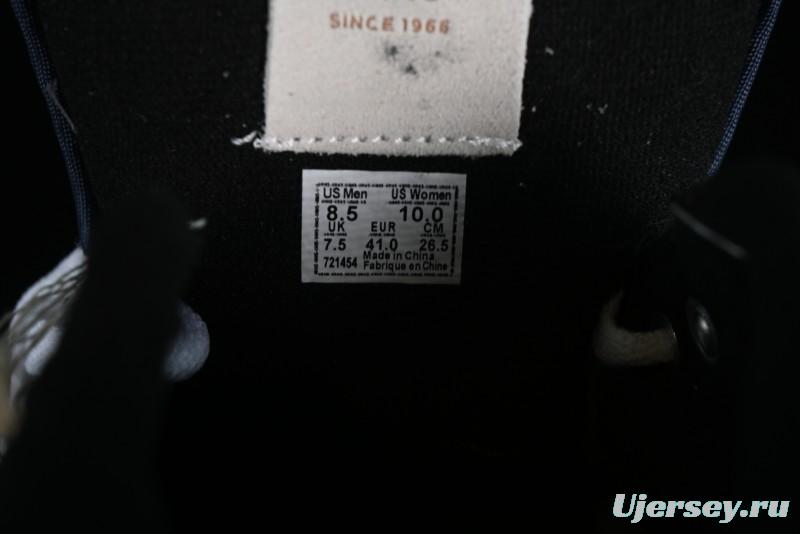 SINCE 1966
US Men US Women
8.5 10.0
UK EUR CM
7.5 41.0 26.5
721454 Made in China
Fabrique en Chine
Ujersey.ru